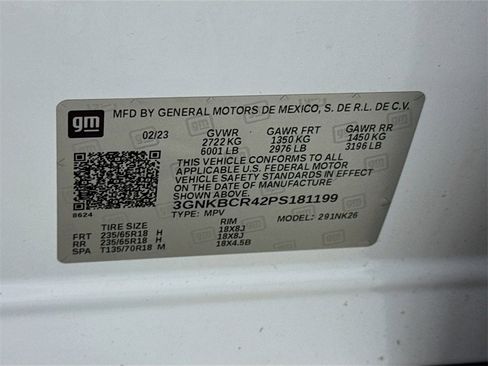 gm
MFD BY GENERAL MOTORS DE MEXICO, S. DE R.L. DE C.V.
02/23 GVWR GAWR FRT GAWR RR
2722 KG 1350 KG 1450 KG
6001 LB 2976 LB 3196 LB
THIS VEHICLE CONFORMS TO ALL
APPLICABLE U.S. FEDERAL MOTOR
VEHICLE SAFETY STANDARDS IN EFFECT
ON THE DATE OF MANUFACTURE SHOWN ABOVE.
3GNKBCR42PS181199
8624
TYPE: MPV MODEL: 291NK26
TIRE SIZE RIM
FRT 235/65R18 H 18X8J
RR 235/65R18 H 18X8J
SPA T135/70R18 M 18X4.5B